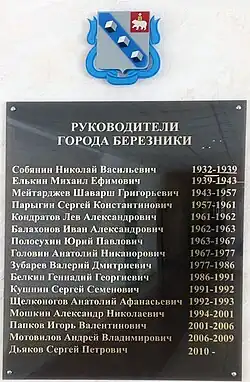 РУКОВОДИТЕЛИ
ГОРОДА БЕРЕЗНИКИ
Собянин Николай Васильевич 1932-1939
Елькин Михаил Ефимович 1939-1943
Мейтарджев Шаварш Григорьевич 1943-1957
Парыгин Сергей Константинович 1957-1961
Кондратов Лев Александрович 1961-1962
Балахонов Иван Александрович 1962-1963
Полосухин Юрий Павлович 1963-1967
Головин Анатолий Никанорович 1967-1977
Зубарев Валерий Дмитриевич 1977-1986
Белкин Геннадий Георгиевич 1986-1991
Кушнин Сергей Семенович 1991-1992
Щелконогов Анатолий Афанасьевич 1992-1993
Мошкин Александр Николаевич 1994-2001
Папков Игорь Валентинович 2001-2006
Мотовилов Андрей Владимирович 2006-2009
Дьяков Сергей Петрович 2010 -